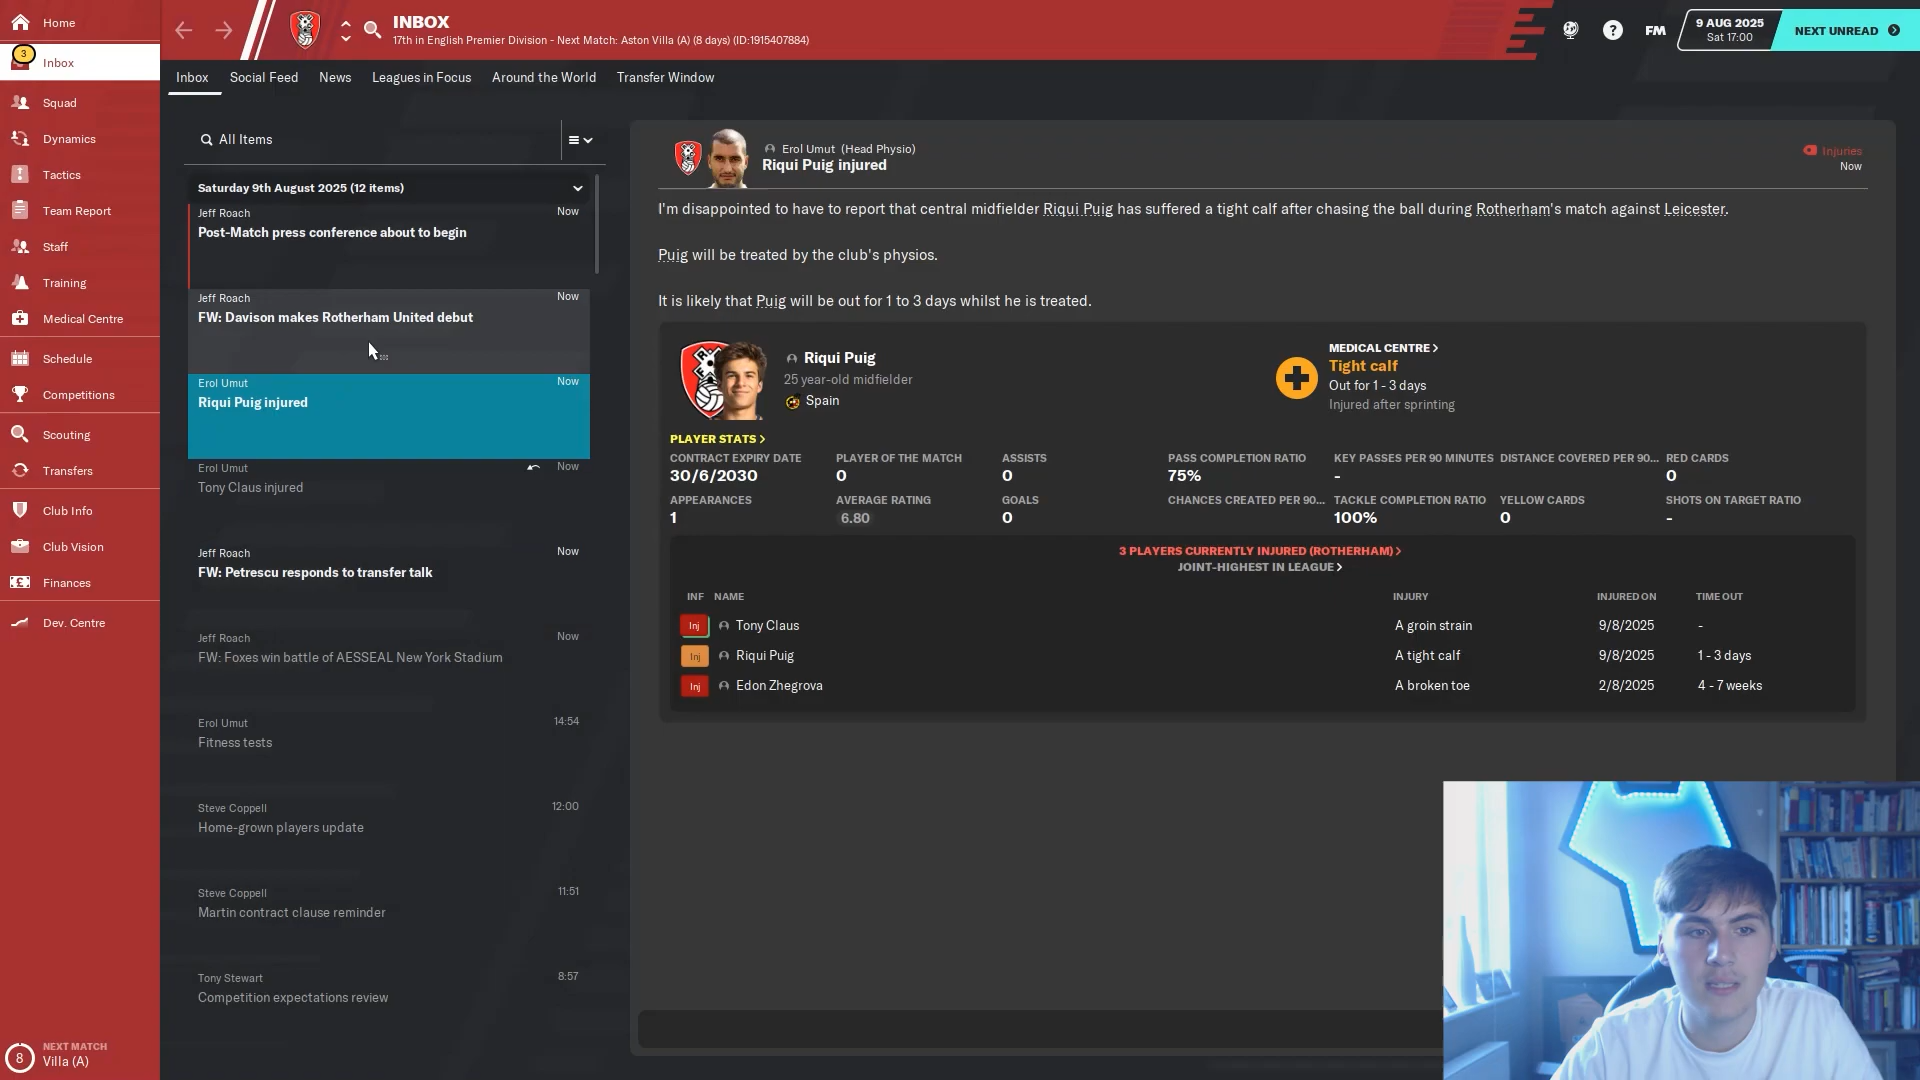 Home
INBOX
17th in English Premier Division - Next Match: Aston Villa (A) (8 days) (ID:1915407884)
FM
9 AUG 2025
Sat 17:00
NEXT UNREAD
3
Inbox
Squad
Dynamics
Tactics
Team Report
Staff
Training
Medical Centre
Schedule
Competitions
Scouting
Transfers
Club Info
Club Vision
Finances
Dev. Centre
8
NEXT MATCH
Villa (A)
Inbox Social Feed News Leagues in Focus Around the World Transfer Window
All Items
Saturday 9th August 2025 (12 items)
Jeff Roach Now
Post-Match press conference about to begin
Jeff Roach Now
FW: Davison makes Rotherham United debut
Erol Umut Now
Riqui Puig injured
Erol Umut Now
Tony Claus injured
Jeff Roach Now
FW: Petrescu responds to transfer talk
Jeff Roach Now
FW: Foxes win battle of AESSEAL New York Stadium
Erol Umut 14:54
Fitness tests
Steve Coppell 12:00
Home-grown players update
Steve Coppell 11:51
Martin contract clause reminder
Tony Stewart 8:57
Competition expectations review
Erol Umut (Head Physio)
Riqui Puig injured
Injuries
Now
I'm disappointed to have to report that central midfielder Riqui Puig has suffered a tight calf after chasing the ball during Rotherham's match against Leicester.
Puig will be treated by the club's physios.
It is likely that Puig will be out for 1 to 3 days whilst he is treated.
Riqui Puig
25 year-old midfielder
Spain
MEDICAL CENTRE >
Tight calf
Out for 1 - 3 days
Injured after sprinting
PLAYER STATS >
CONTRACT EXPIRY DATE PLAYER OF THE MATCH ASSISTS PASS COMPLETION RATIO KEY PASSES PER 90 MINUTES DISTANCE COVERED PER 90... RED CARDS
30/6/2030 0 0 75% - 0
APPEARANCES AVERAGE RATING GOALS CHANCES CREATED PER 90... TACKLE COMPLETION RATIO YELLOW CARDS SHOTS ON TARGET RATIO
1 6.80 0 100% 0 -
3 PLAYERS CURRENTLY INJURED (ROTHERHAM) >
JOINT-HIGHEST IN LEAGUE >
INF NAME INJURY INJURED ON TIME OUT
Inj Tony Claus A groin strain 9/8/2025 -
Inj Riqui Puig A tight calf 9/8/2025 1 - 3 days
Inj Edon Zhegrova A broken toe 2/8/2025 4 - 7 weeks